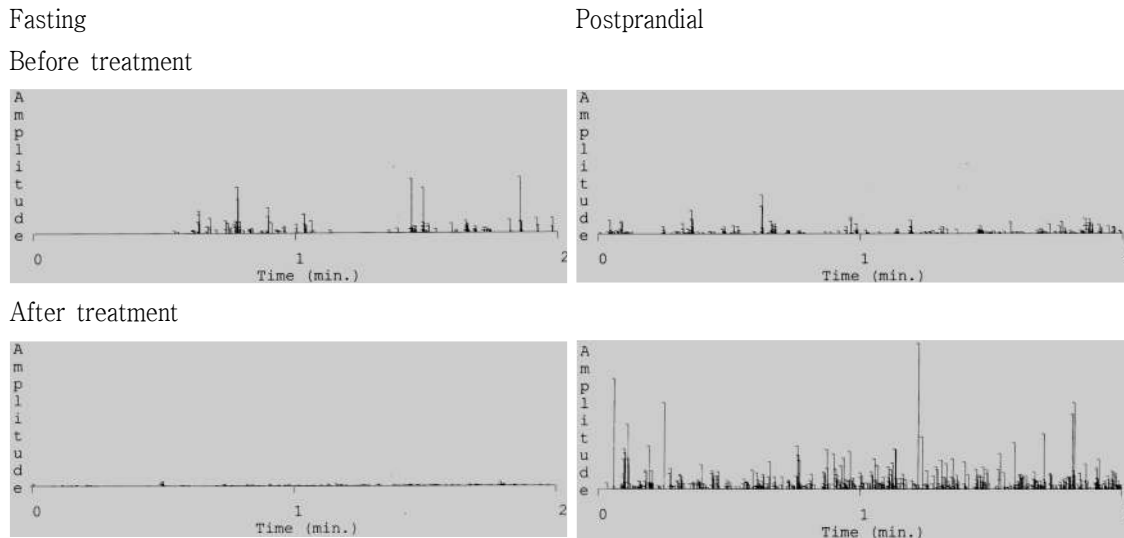 Fasting
Postprandial
Before treatment
Amplitude
0 1 2
Time (min.)
Amplitude
0 1
Time (min.)
After treatment
Amplitude
0 1 2
Time (min.)
Amplitude
0 1
Time (min.)